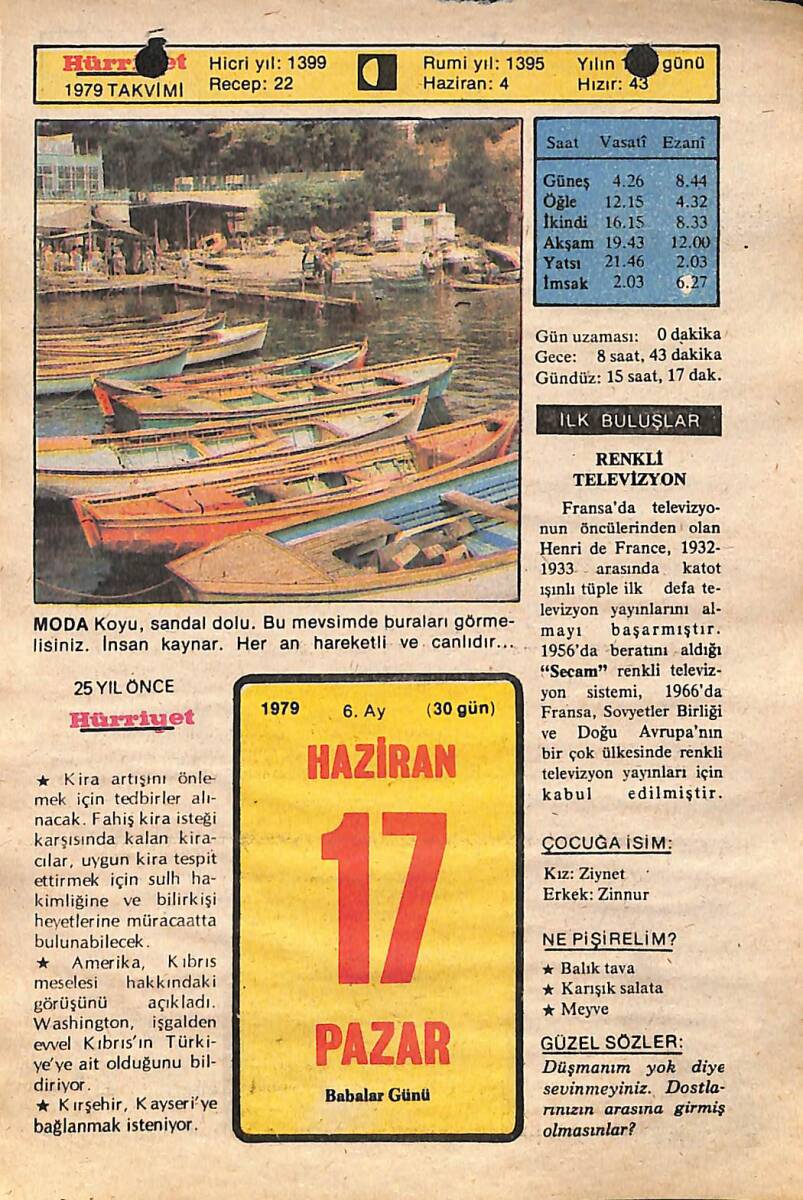 Hürriyet
1979 TAKVİMİ
Hicri yıl: 1399
Recep: 22
Rumi yıl: 1395
Haziran: 4
Yılın günü
Hızır: 43
Saat Vasatî Ezanî
Güneş 4.26 8.44
Öğle 12.15 4.32
İkindi 16.15 8.33
Akşam 19.43 12.00
Yatsı 21.46 2.03
İmsak 2.03 6.27
Gün uzaması: 0 dakika
Gece: 8 saat, 43 dakika
Gündüz: 15 saat, 17 dak.
MODA Koyu, sandal dolu. Bu mevsimde buraları görme-
lisiniz. İnsan kaynar. Her an hareketli ve canlıdır...
25 YIL ÖNCE
Hürriyet
★ Kira artışını önle-
mek için tedbirler alı-
nacak. Fahiş kira isteği
karşısında kalan kira-
cılar, uygun kira tespit
ettirmek için sulh ha-
kimliğine ve bilirkişi
heyetlerine müracaatta
bulunabilecek.
★ Amerika, Kıbrıs
meselesi hakkındaki
görüşünü açıkladı.
Washington, işgalden
evvel Kıbrıs'ın Türki-
ye'ye ait olduğunu bil-
diriyor.
★ Kırşehir, Kayseri'ye
bağlanmak isteniyor.
1979 6. Ay (30 gün)
HAZİRAN
17
PAZAR
Babalar Günü
İLK BULUŞLAR
RENKLİ
TELEVİZYON
Fransa'da televizyo-
nun öncülerinden olan
Henri de France, 1932-
1933 arasında katot
ışınlı tüple ilk defa te-
levizyon yayınlarını al-
mayı başarmıştır.
1956'da beratını aldığı
“Secam” renkli televiz-
yon sistemi, 1966'da
Fransa, Sovyetler Birliği
ve Doğu Avrupa'nın
bir çok ülkesinde renkli
televizyon yayınları için
kabul edilmiştir.
ÇOCUĞA İSİM:
Kız: Ziynet
Erkek: Zinnur
NE PİŞİRELİM?
★ Balık tava
★ Karışık salata
★ Meyve
GÜZEL SÖZLER:
Düşmanım yok diye
sevinmeyiniz. Dostla-
rınızın arasına girmiş
olmasınlar?